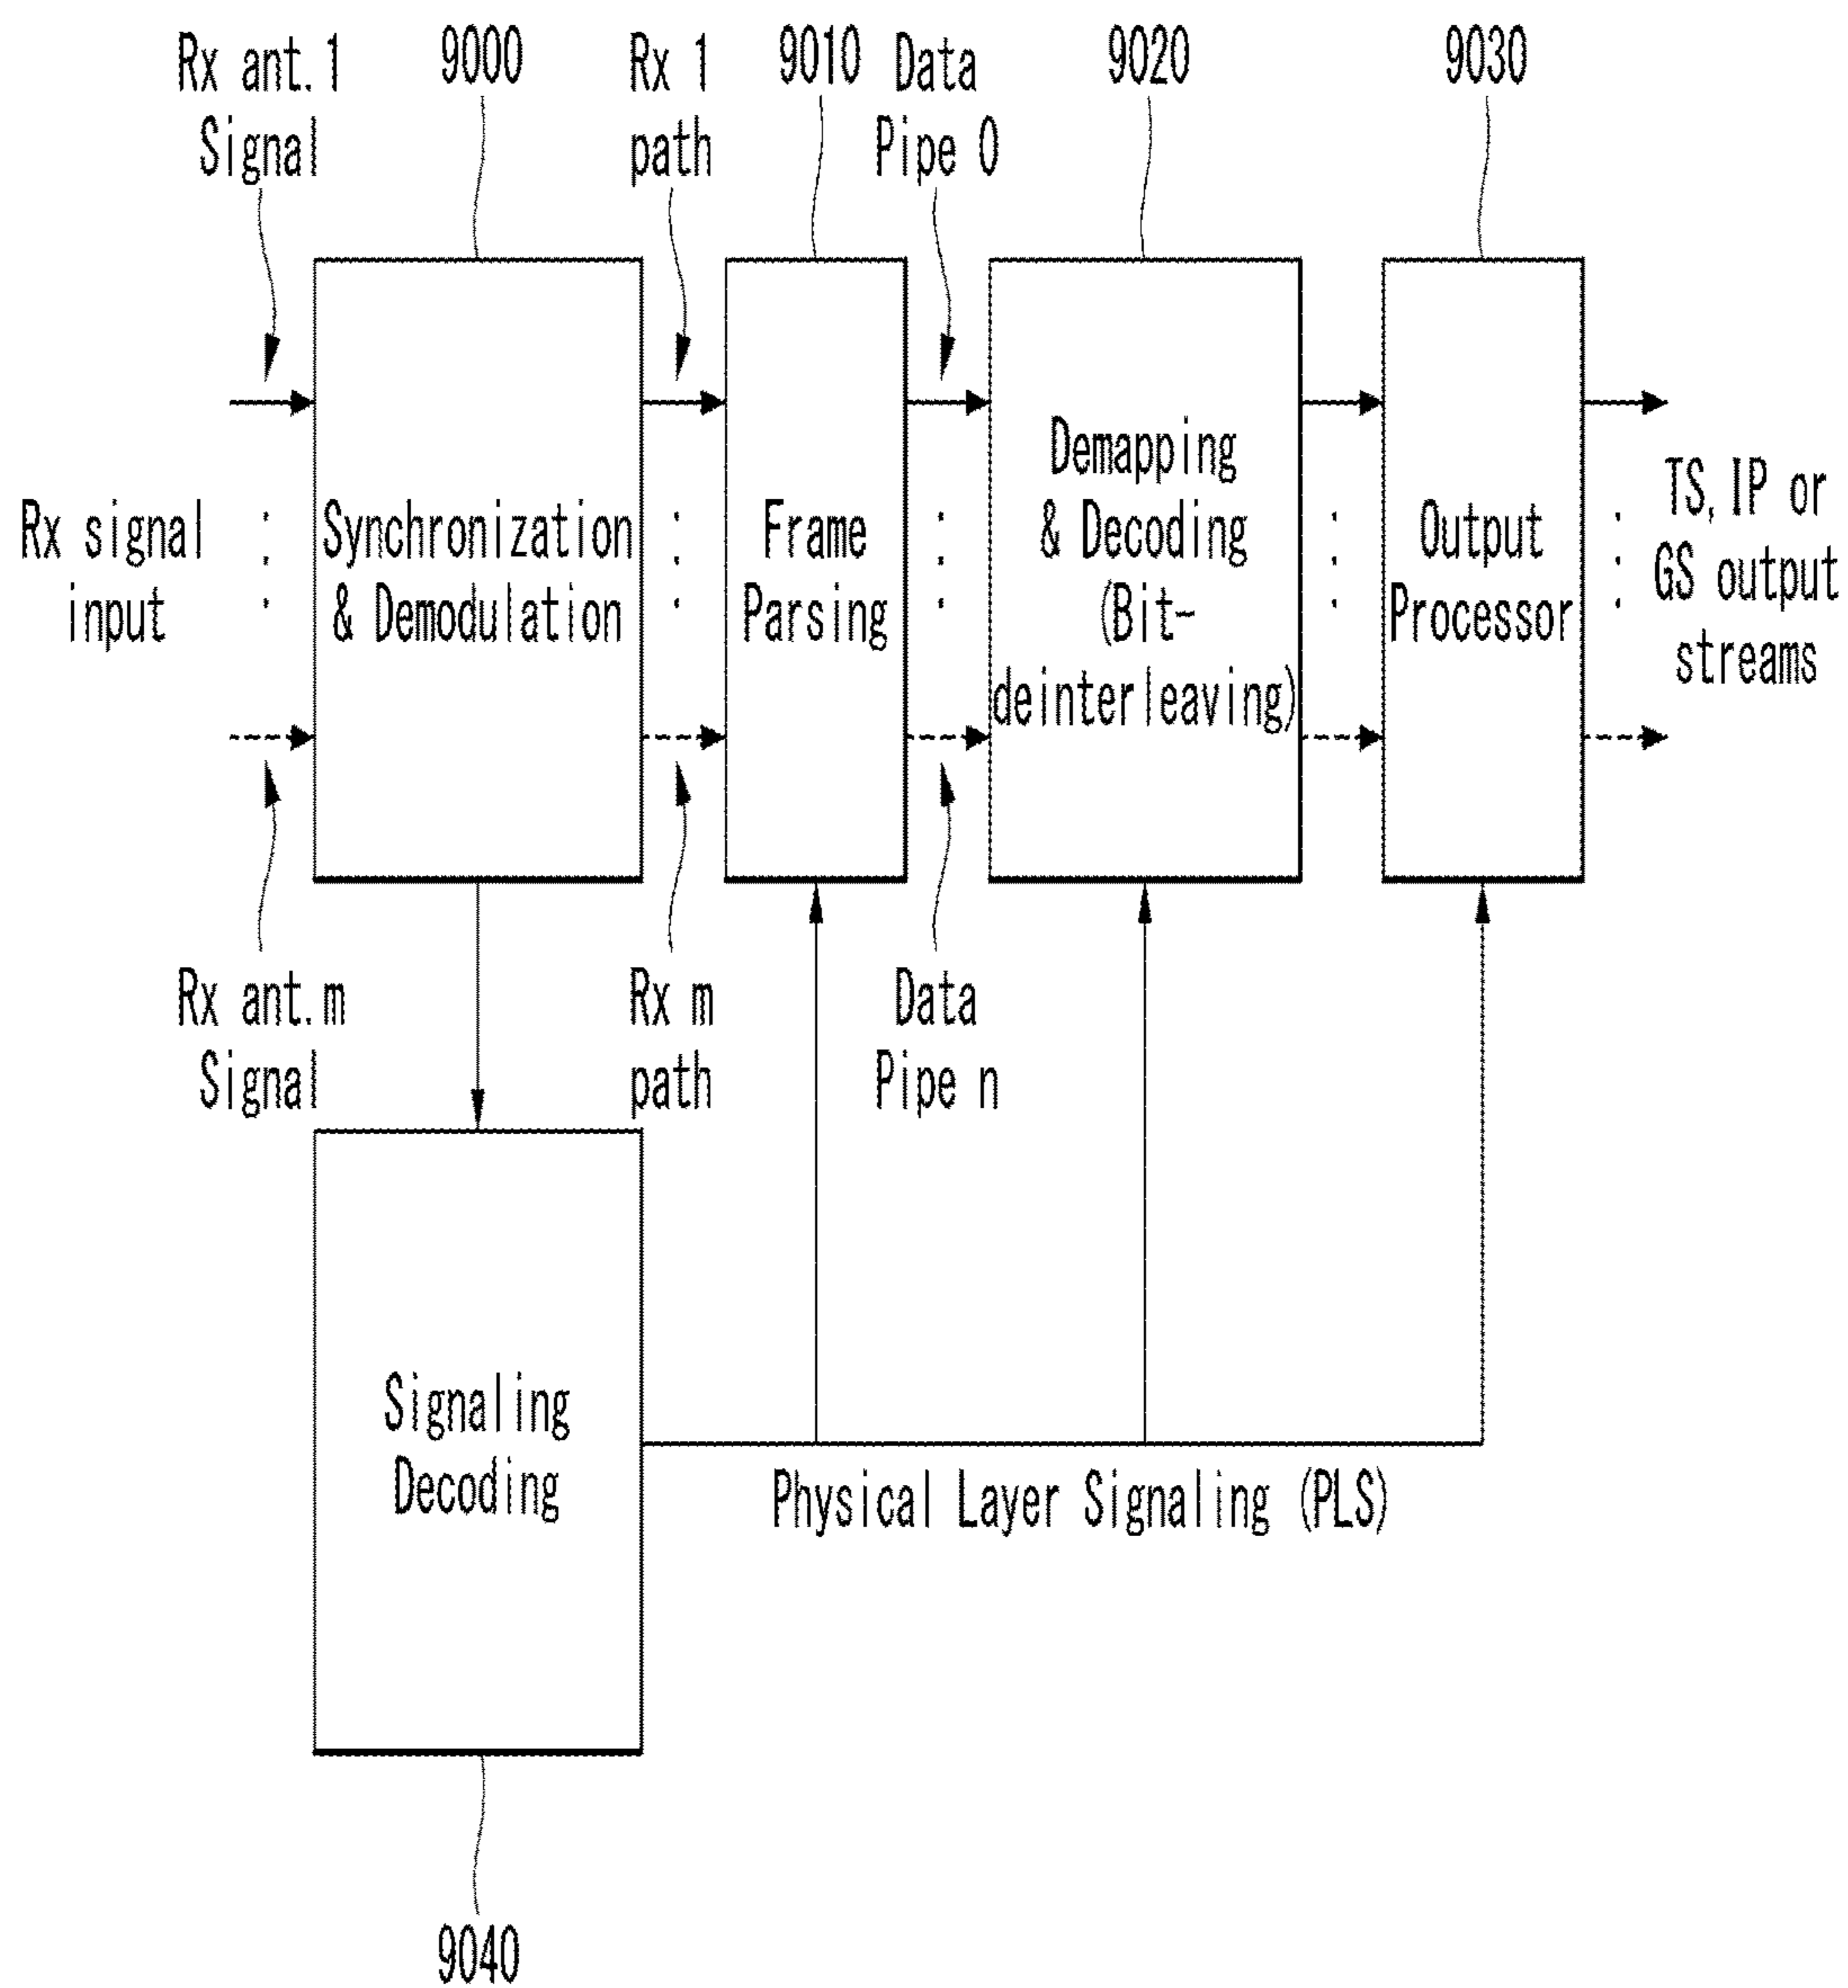 Rx ant.1
Signal
9000
Rx 1
path
9010
Data
Pipe 0
9020
9030
Rx signal
input
Synchronization
& Demodulation
Frame
Parsing
Demapping
& Decoding
(Bit-
deinterleaving)
Output
Processor
TS, IP or
GS output
streams
Rx ant.m
Signal
Rx m
path
Data
Pipe n
Signaling
Decoding
Physical Layer Signaling (PLS)
9040